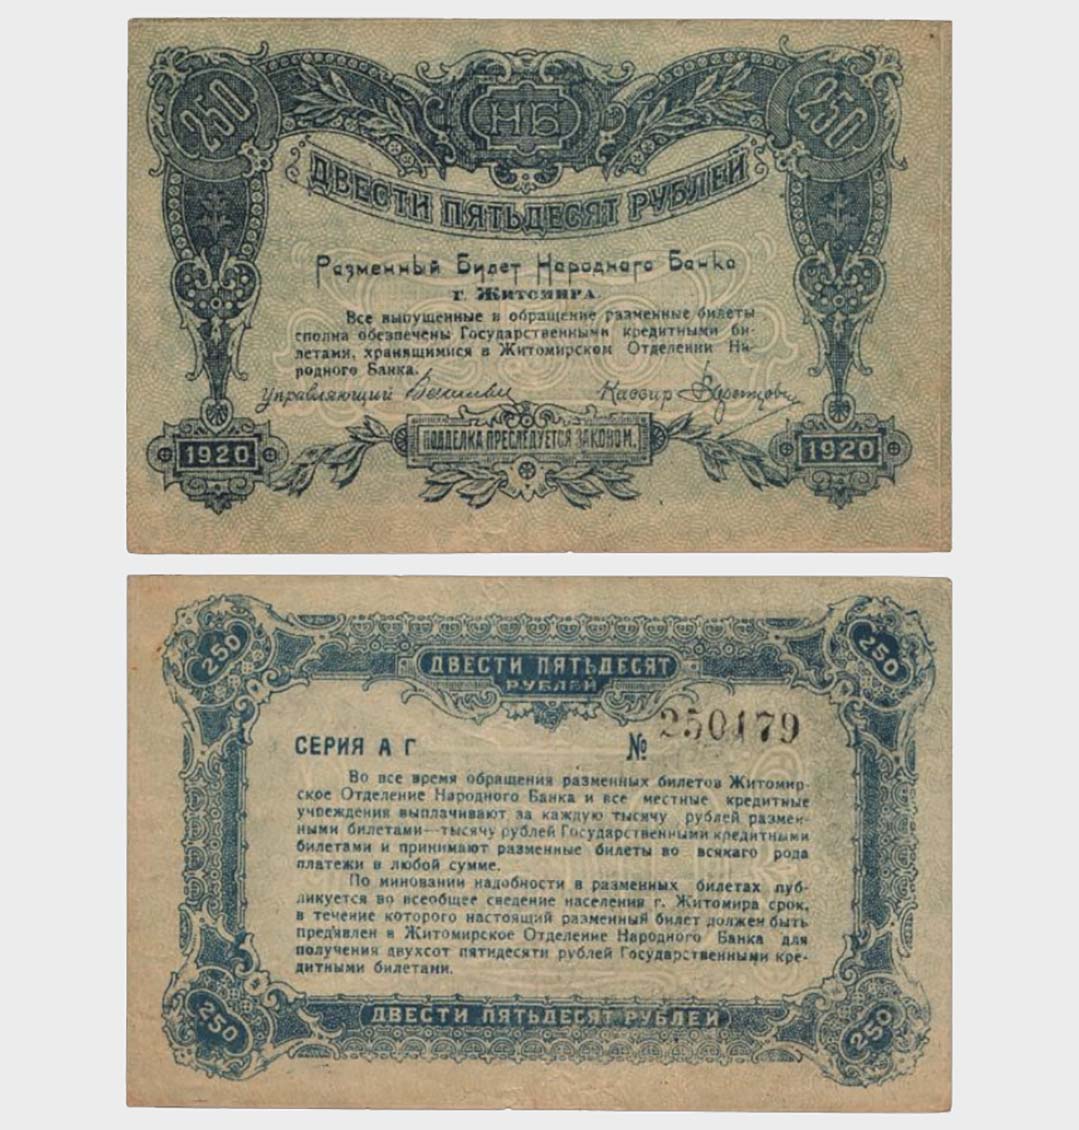 250 НБ 250
ДВЕСТИ ПЯТЬДЕСЯТ РУБЛЕЙ
Разменный Билет Народнаго Банка
г. Житомира.
Все выпущенные в обращение разменные билеты
сполна обезпечены Государственными кредитными би-
летами, хранящимися в Житомирском Отделении На-
родного Банка.
Управляющий Кассир
ПОДДЕЛКА ПРЕСЛЕДУЕТСЯ ЗАКОНОМ.
1920 1920
250 250
ДВЕСТИ ПЯТЬДЕСЯТ
РУБЛЕЙ
СЕРИЯ А Г № 250179
Во все время обращения разменных билетов Житомир-
ское Отделение Народного Банка и все местные кредитные
учреждения выплачивают за каждую тысячу рублей размен-
ными билетами—тысячу рублей Государственными кредитными
билетами и принимают разменные билеты во всякаго рода
платежи в любой сумме.
По миновании надобности в разменных билетах пуб-
ликуется во всеобщее сведение населения г. Житомира срок,
в течение которого настоящий разменный билет должен быть
пред'явлен в Житомирское Отделение Народного Банка для
получения двухсот пятидесяти рублей Государственными кре-
дитными билетами.
ДВЕСТИ ПЯТЬДЕСЯТ РУБЛЕЙ
250 250